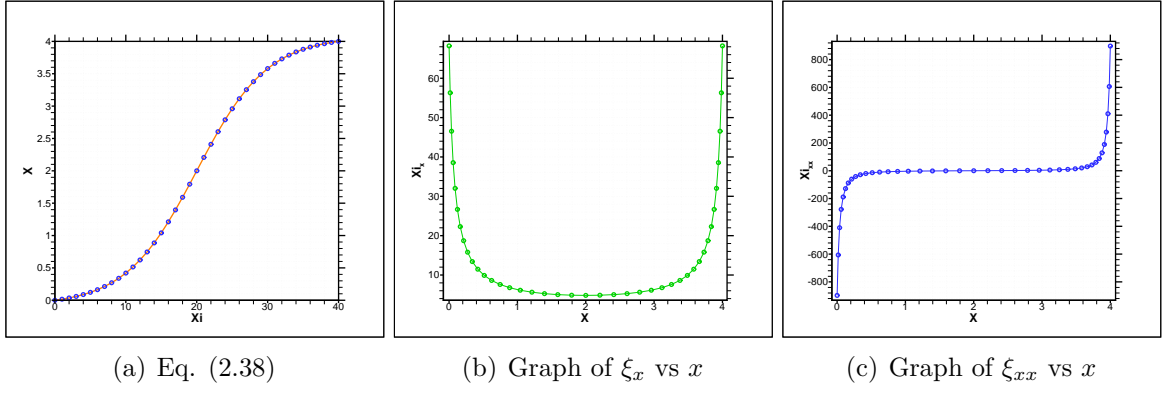 X
4
3.5
3
2.5
2
1.5
1
0.5
0
0 10 20 30 40
Xi
Xi_x
60
50
40
30
20
10
0 1 2 3 4
X
Xi_xx
800
600
400
200
0
-200
-400
-600
-800
0 1 2 3 4
X
(a) Eq. (2.38)
(b) Graph of ξ_x vs x
(c) Graph of ξ_xx vs x